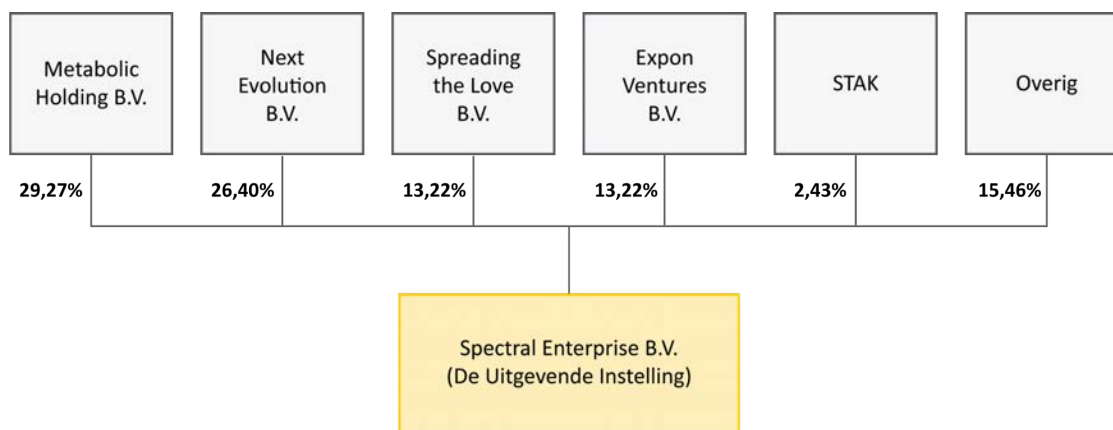 Metabolic
Holding B.V.
Next
Evolution
B.V.
Spreading
the Love
B.V.
Expon
Ventures
B.V.
STAK
Overig
29,27%
26,40%
13,22%
13,22%
2,43%
15,46%
Spectral Enterprise B.V.
(De Uitgevende Instelling)